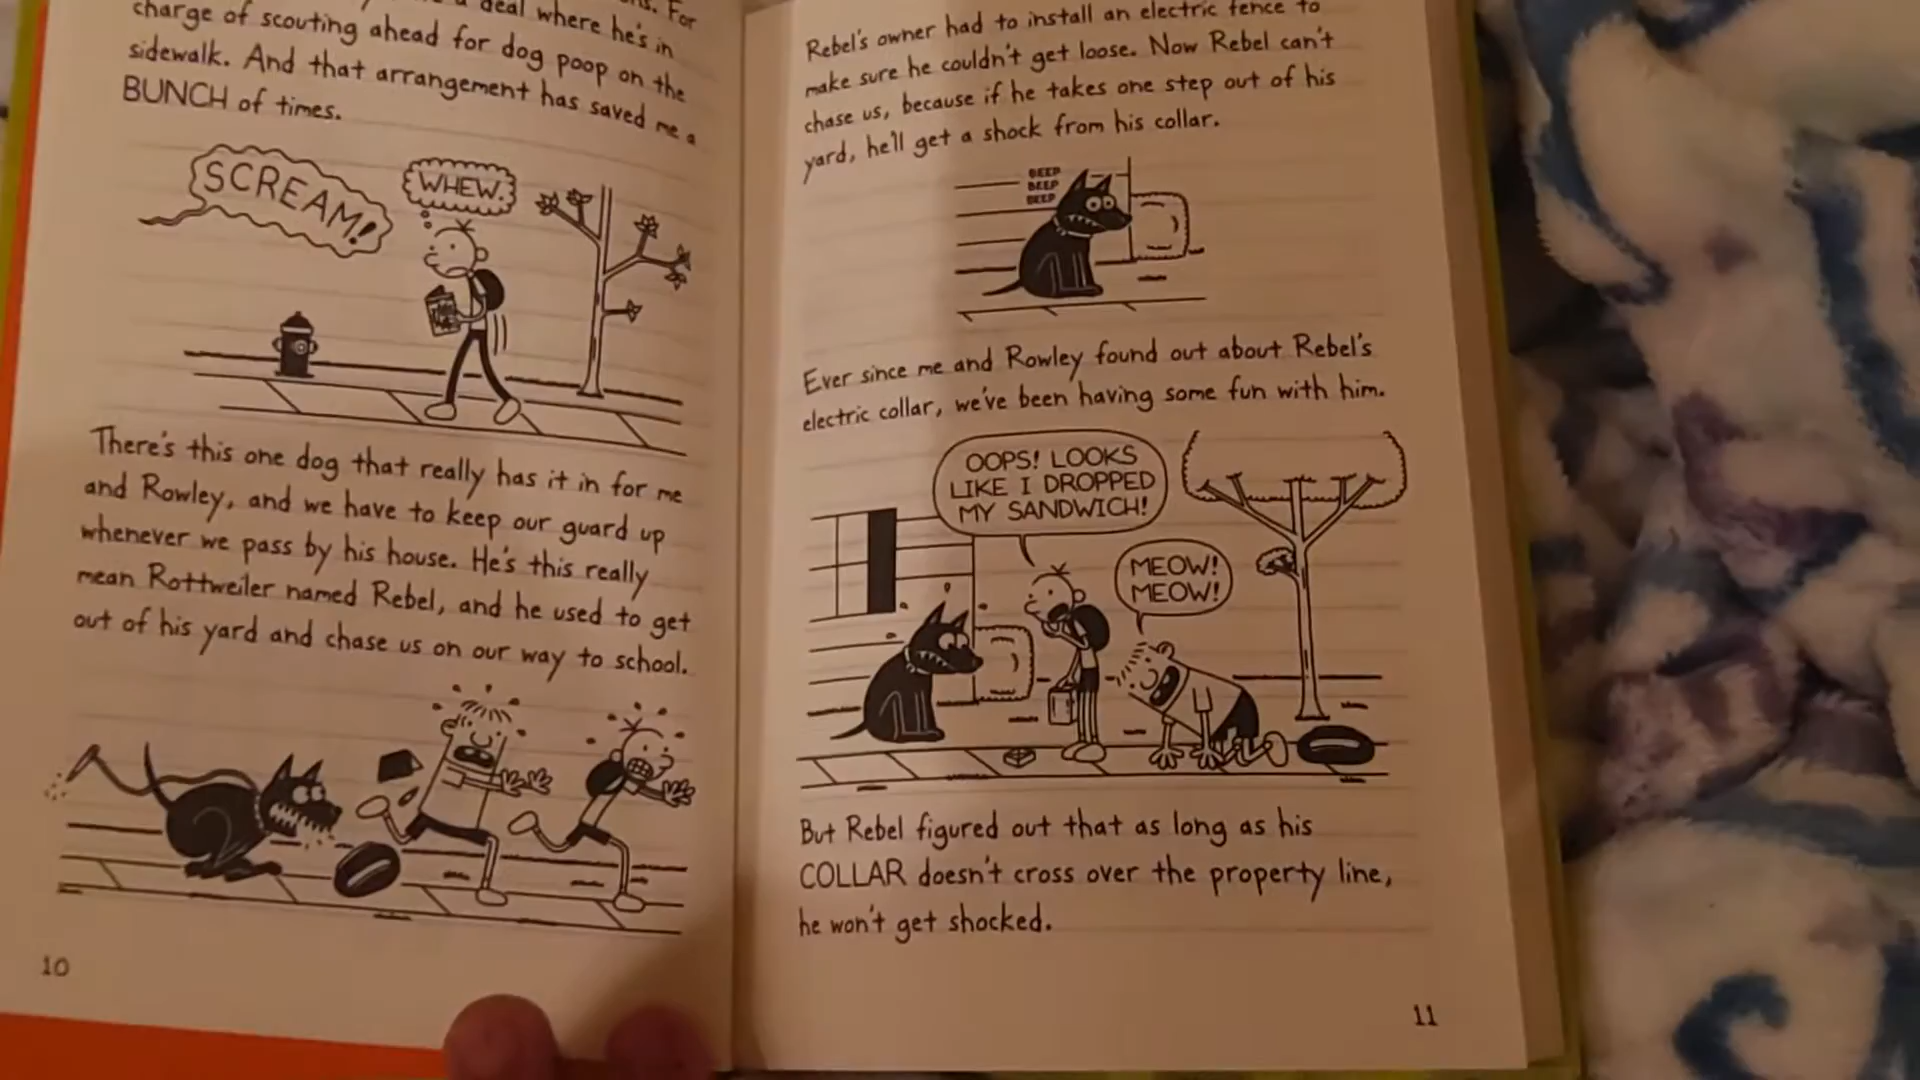 a deal where he's in
charge of scouting ahead for dog poop on the
sidewalk. And that arrangement has saved me a
BUNCH of times.
SCREAM!
WHEW.
There's this one dog that really has it in for me
and Rowley, and we have to keep our guard up
whenever we pass by his house. He's this really
mean Rottweiler named Rebel, and he used to get
out of his yard and chase us on our way to school.
10
Rebel's owner had to install an electric fence to
make sure he couldn't get loose. Now Rebel can't
chase us, because if he takes one step out of his
yard, he'll get a shock from his collar.
BEEP
BEEP
BEEP
Ever since me and Rowley found out about Rebel's
electric collar, we've been having some fun with him.
OOPS! LOOKS
LIKE I DROPPED
MY SANDWICH!
MEOW!
MEOW!
But Rebel figured out that as long as his
COLLAR doesn't cross over the property line,
he won't get shocked.
11